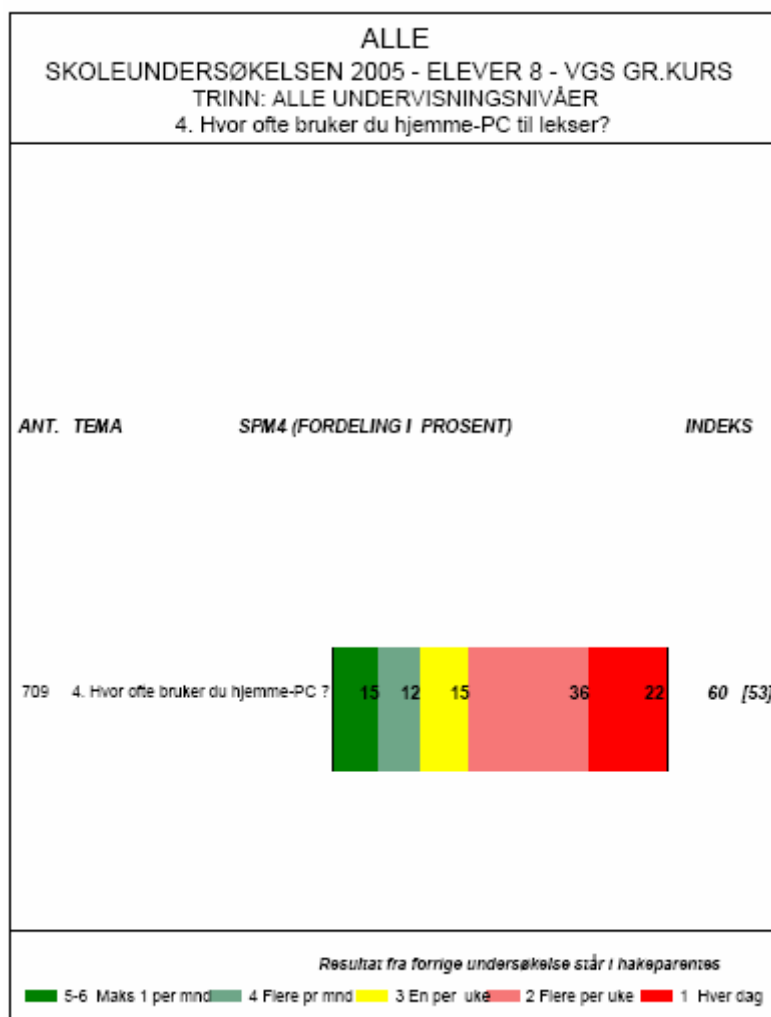 ALLE
SKOLEUNDERSØKELSEN 2005 - ELEVER 8 - VGS GR.KURS
TRINN: ALLE UNDERVISNINGSNIVÅER
4. Hvor ofte bruker du hjemme-PC til lekser?
ANT. TEMA SPM4 (FORDELING I PROSENT) INDEKS
709 4. Hvor ofte bruker du hjemme-PC ? 15 12 15 36 22 60 [53]
Resultat fra forrige undersøkelse står i hakeparentes
5-6 Maks 1 per mnd 4 Flere pr mnd 3 En per uke 2 Flere per uke 1 Hver dag